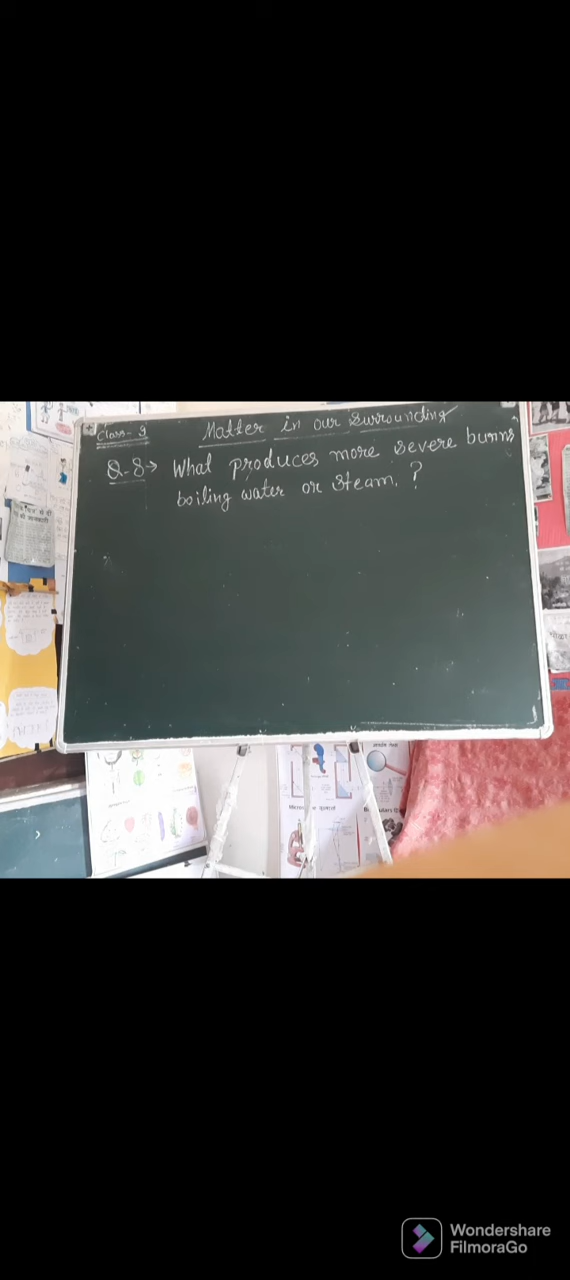 Class- 9
Matter in our Surrounding
Q.8→ What produces more severe burns
boiling water or steam. ?
Wondershare
FilmoraGo